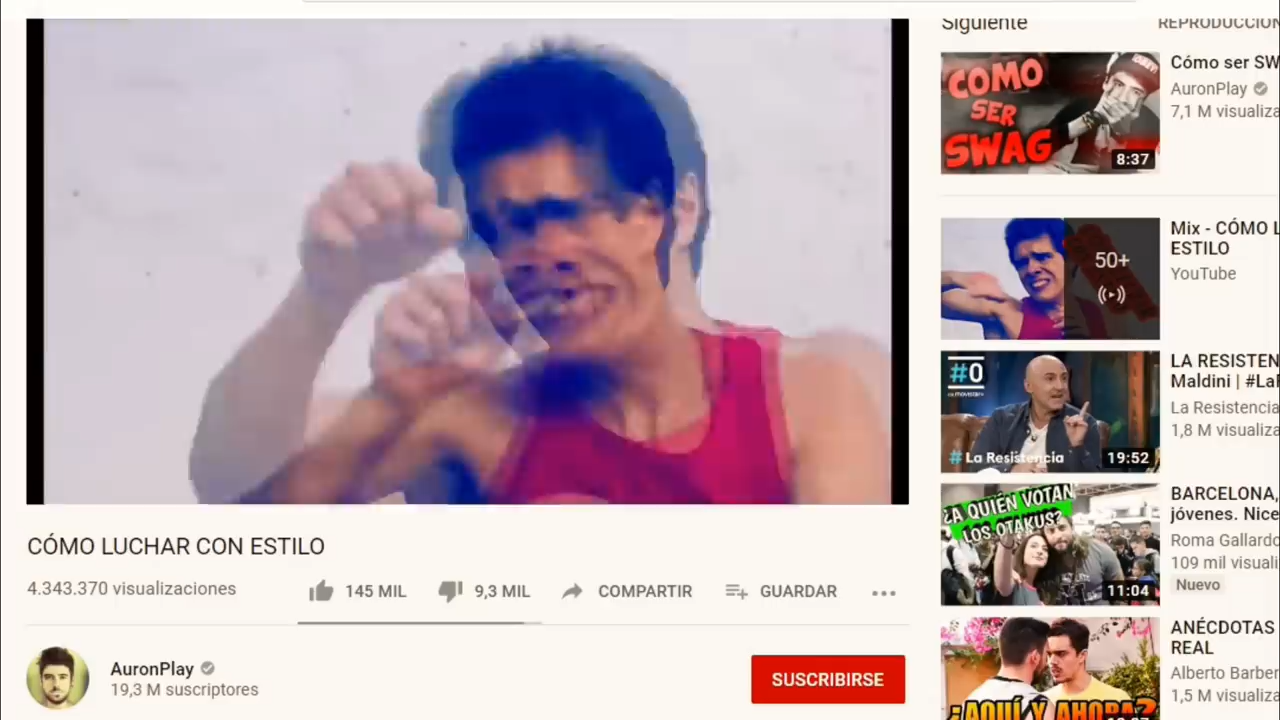 Siguiente
REPRODUCCIÓN
COMO
SER
SWAG
8:37
Cómo ser SW
AuronPlay
7,1 M visualiza
50+
Mix - CÓMO L
ESTILO
YouTube
#0
# La Resistencia
19:52
LA RESISTEN
Maldini | #LaR
La Resistencia
1,8 M visualiza
¿A QUIÉN VOTAN
LOS OTAKUS?
11:04
BARCELONA,
jóvenes. Nice
Roma Gallardo
109 mil visuali
Nuevo
¿AQUÍ Y AHORA?
ANÉCDOTAS
REAL
Alberto Barber
1,5 M visualiza
CÓMO LUCHAR CON ESTILO
4.343.370 visualizaciones
145 MIL
9,3 MIL
COMPARTIR
GUARDAR
AuronPlay
19,3 M suscriptores
SUSCRIBIRSE